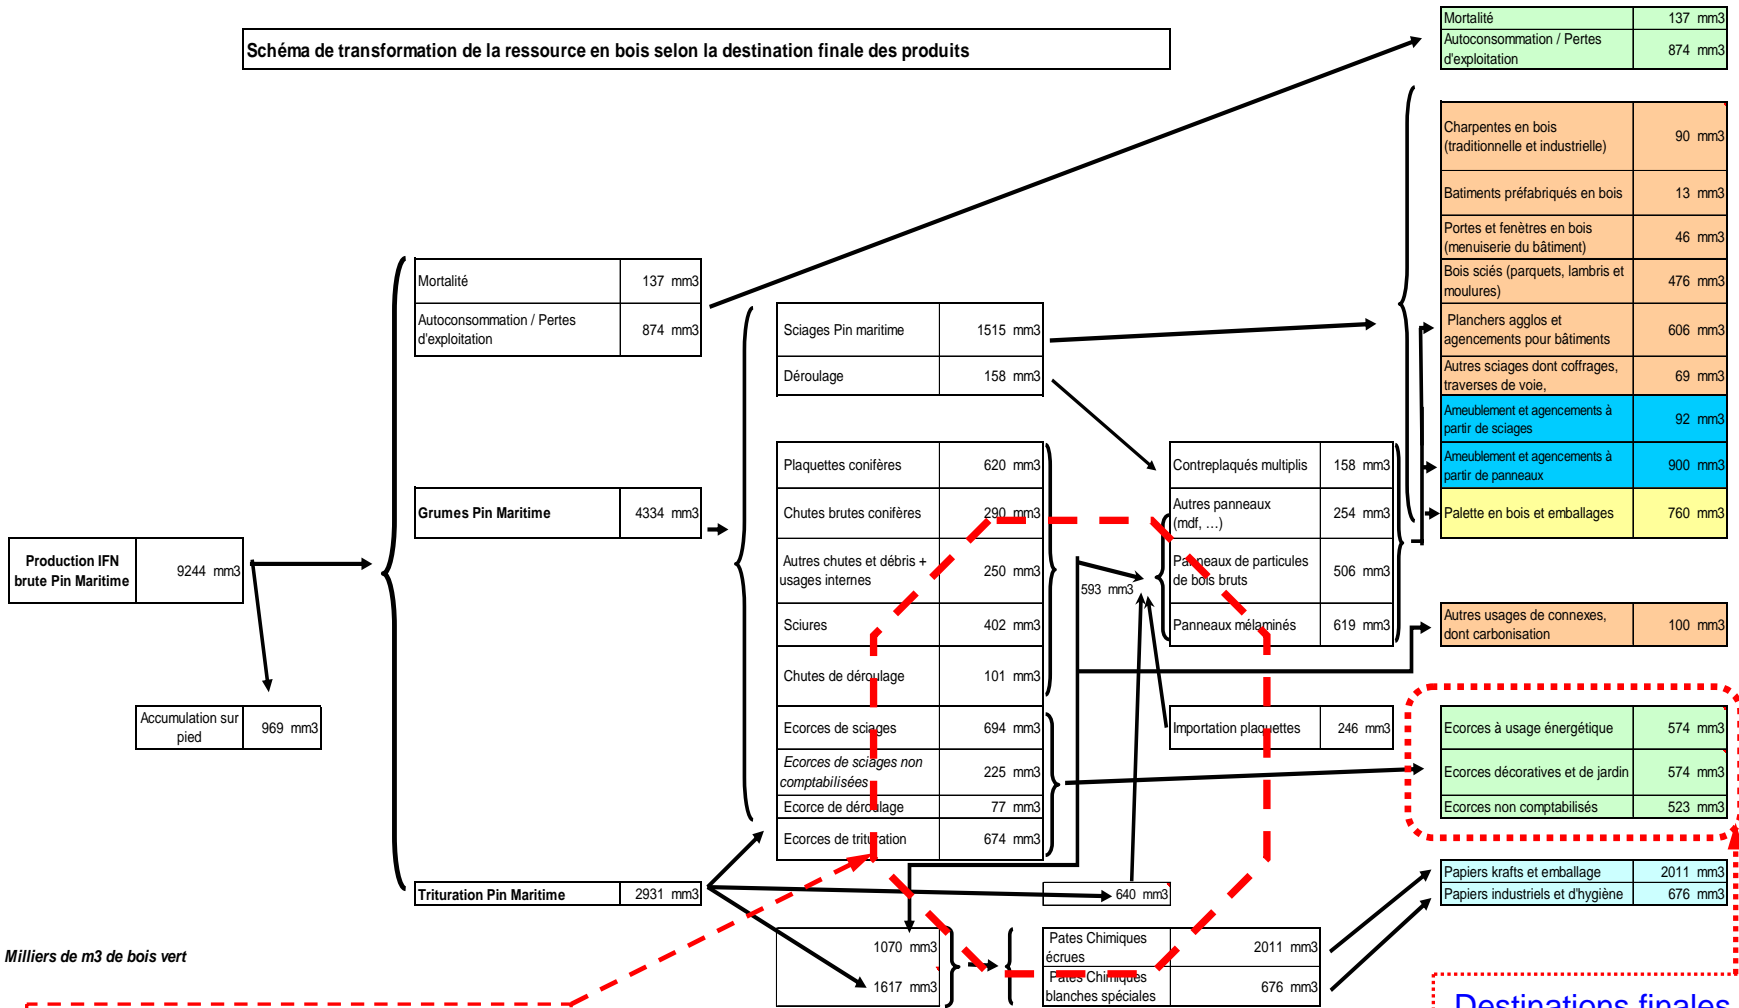 Schéma de transformation de la ressource en bois selon la destination finale des produits
Mortalité 137 mm3
Autoconsommation / Pertes
d'exploitation 874 mm3
Charpentes en bois
(traditionnelle et industrielle) 90 mm3
Batiments préfabriqués en bois 13 mm3
Portes et fenètres en bois
(menuiserie du bâtiment) 46 mm3
Bois sciés (parquets, lambris et
moulures) 476 mm3
Planchers agglos et
agencements pour bâtiments 606 mm3
Autres sciages dont coffrages,
traverses de voie, 69 mm3
Ameublement et agencements à
partir de sciages 92 mm3
Ameublement et agencements à
partir de panneaux 900 mm3
Palette en bois et emballages 760 mm3
Autres usages de connexes,
dont carbonisation 100 mm3
Ecorces à usage énergétique 574 mm3
Ecorces décoratives et de jardin 574 mm3
Ecorces non comptabilisés 523 mm3
Papiers krafts et emballage 2011 mm3
Papiers industriels et d'hygiène 676 mm3
Mortalité 137 mm3
Autoconsommation / Pertes
d'exploitation 874 mm3
Grumes Pin Maritime 4334 mm3
Trituration Pin Maritime 2931 mm3
Production IFN
brute Pin Maritime 9244 mm3
Accumulation sur
pied 969 mm3
Sciages Pin maritime 1515 mm3
Déroulage 158 mm3
Plaquettes conifères 620 mm3
Chutes brutes conifères 290 mm3
Autres chutes et débris +
usages internes 250 mm3
Sciures 402 mm3
Chutes de déroulage 101 mm3
Ecorces de sciages 694 mm3
Ecorces de sciages non
comptabilisées 225 mm3
Ecorce de déroulage 77 mm3
Ecorces de trituration 674 mm3
593 mm3
Contreplaqués multiplis 158 mm3
Autres panneaux
(mdf, ...) 254 mm3
Panneaux de particules
de bois bruts 506 mm3
Panneaux mélaminés 619 mm3
Importation plaquettes 246 mm3
640 mm3
1070 mm3
1617 mm3
Pates Chimiques
écrues 2011 mm3
Pates Chimiques
blanches spéciales 676 mm3
Milliers de m3 de bois vert
Destinations finales